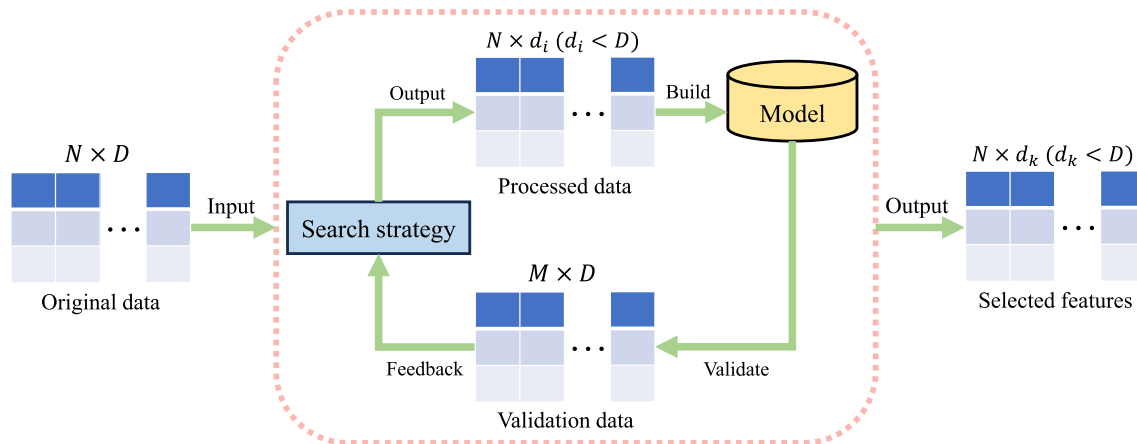 N × D
Original data
Input
Search strategy
Output
N × d_i (d_i < D)
Processed data
Build
Model
Validate
M × D
Validation data
Feedback
Output
N × d_k (d_k < D)
Selected features